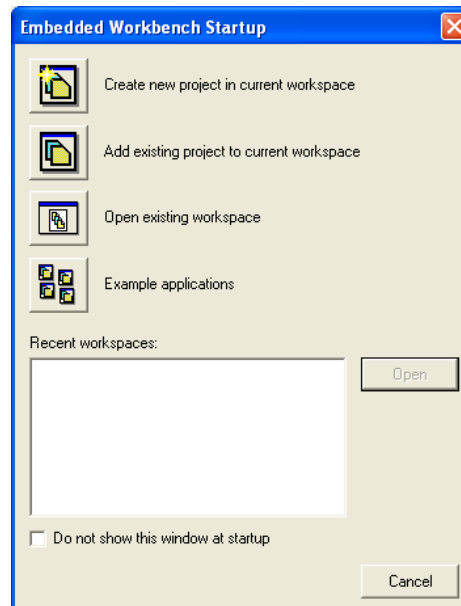 Embedded Workbench Startup
Create new project in current workspace
Add existing project to current workspace
Open existing workspace
Example applications
Recent workspaces:
Open
Do not show this window at startup
Cancel